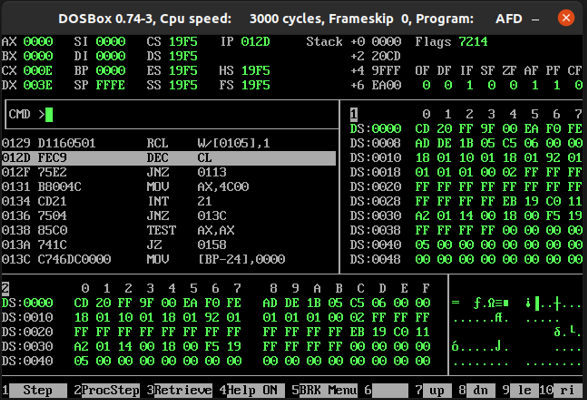 DOSBox 0.74-3, Cpu speed: 3000 cycles, Frameskip 0, Program: AFD
AX 0000 SI 0000 CS 19F5 IP 012D Stack +0 0000 Flags 7214
BX 0000 DI 0000 DS 19F5 +2 20CD
CX 000E BP 0000 ES 19F5 HS 19F5 +4 9FFF OF DF IF SF ZF AF PF CF
DX 003E SP FFFE SS 19F5 FS 19F5 +6 EA00 0 0 1 0 0 1 1 0
CMD >
1 0 1 2 3 4 5 6 7
DS:0000 CD 20 FF 9F 00 EA F0 FE
DS:0008 AD DE 1B 05 C5 06 00 00
DS:0010 18 01 10 01 18 01 92 01
DS:0018 01 01 01 00 02 FF FF FF
DS:0020 FF FF FF FF FF FF FF FF
DS:0028 FF FF FF FF EB 19 C0 11
DS:0030 A2 01 14 00 18 00 F5 19
DS:0038 FF FF FF FF 00 00 00 00
DS:0040 05 00 00 00 00 00 00 00
DS:0048 00 00 00 00 00 00 00 00
0129 D1160501 RCL W/[0105],1
012D FEC9 DEC CL
012F 75E2 JNZ 0113
0131 B8004C MOV AX,4C00
0134 CD21 INT 21
0136 7504 JNZ 013C
0138 85C0 TEST AX,AX
013A 741C JZ 0158
013C C746DC0000 MOV [BP-24],0000
2 0 1 2 3 4 5 6 7 8 9 A B C D E F
DS:0000 CD 20 FF 9F 00 EA F0 FE AD DE 1B 05 C5 06 00 00
DS:0010 18 01 10 01 18 01 92 01 01 01 01 00 02 FF FF FF
DS:0020 FF FF FF FF FF FF FF FF FF FF FF FF EB 19 C0 11
DS:0030 A2 01 14 00 18 00 F5 19 FF FF FF FF 00 00 00 00
DS:0040 05 00 00 00 00 00 00 00 00 00 00 00 00 00 00 00
1 Step 2 ProcStep 3 Retrieve 4 Help ON 5 BRK Menu 6 7 up 8 dn 9 le 10 ri